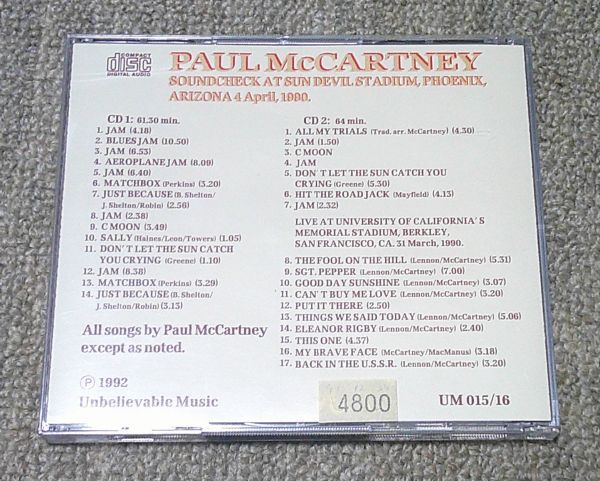 COMPACT
disc
DIGITAL AUDIO
PAUL McCARTNEY
SOUNDCHECK AT SUN DEVIL STADIUM, PHOENIX,
ARIZONA 4 April, 1990.
CD 1: 61.30 min.
1. JAM (4.18)
2. BLUES JAM (10.50)
3. JAM (6.53)
4. AEROPLANE JAM (8.09)
5. JAM (6.40)
6. MATCHBOX (Perkins) (3.20)
7. JUST BECAUSE (B. Shelton/
J. Shelton/Robin) (2.56)
8. JAM (2.38)
9. C MOON (3.49)
10. SALLY (Haines/Leon/Towers) (1.05)
11. DON'T LET THE SUN CATCH
YOU CRYING (Greene) (1.10)
12. JAM (6.38)
13. MATCHBOX (Perkins) (3.29)
14. JUST BECAUSE (B. Shelton/
J. Shelton/Robin) (3.13)
All songs by Paul McCartney
except as noted.
Ⓟ 1992
Unbelievable Music
CD 2: 64 min.
1. ALL MY TRIALS (Trad. arr. McCartney) (4.30)
2. JAM (1.50)
3. C MOON
4. JAM
5. DON'T LET THE SUN CATCH YOU
CRYING (Greene) (5.30)
6. HIT THE ROAD JACK (Mayfield) (4.13)
7. JAM (2.32)
LIVE AT UNIVERSITY OF CALIFORNIA'S
MEMORIAL STADIUM, BERKLEY,
SAN FRANCISCO, CA. 31 March, 1990.
8. THE FOOL ON THE HILL (Lennon/McCartney) (5.31)
9. SGT. PEPPER (Lennon/McCartney) (7.00)
10. GOOD DAY SUNSHINE (Lennon/McCartney) (3.07)
11. CAN'T BUY ME LOVE (Lennon/McCartney) (3.20)
12. PUT IT THERE (2.50)
13. THINGS WE SAID TODAY (Lennon/McCartney) (5.06)
14. ELEANOR RIGBY (Lennon/McCartney) (2.40)
15. THIS ONE (4.37)
16. MY BRAVE FACE (McCartney/MacManus) (3.18)
17. BACK IN THE U.S.S.R. (Lennon/McCartney) (3.20)
4800
UM 015/16